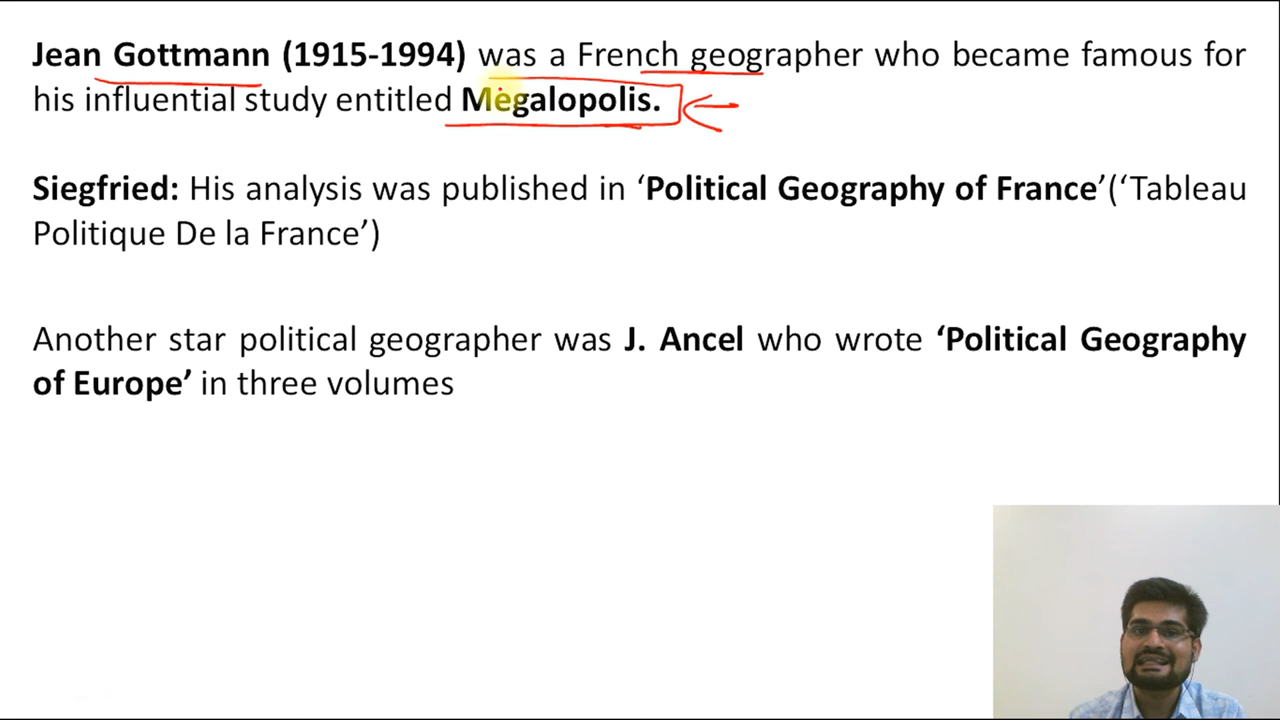 Jean Gottmann (1915-1994) was a French geographer who became famous for
his influential study entitled Megalopolis.
Siegfried: His analysis was published in ‘Political Geography of France’(‘Tableau
Politique De la France’)
Another star political geographer was J. Ancel who wrote ‘Political Geography
of Europe’ in three volumes